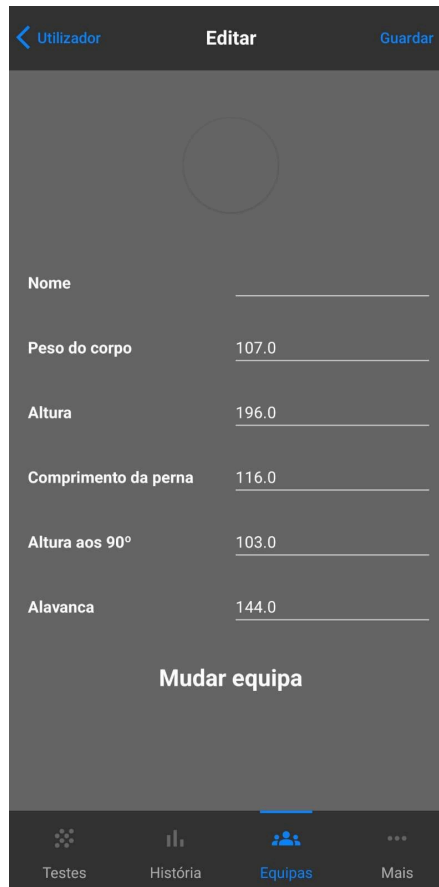 Utilizador Editar Guardar
Nome
Peso do corpo 107.0
Altura 196.0
Comprimento da perna 116.0
Altura aos 90º 103.0
Alavanca 144.0
Mudar equipa
Testes História Equipas Mais